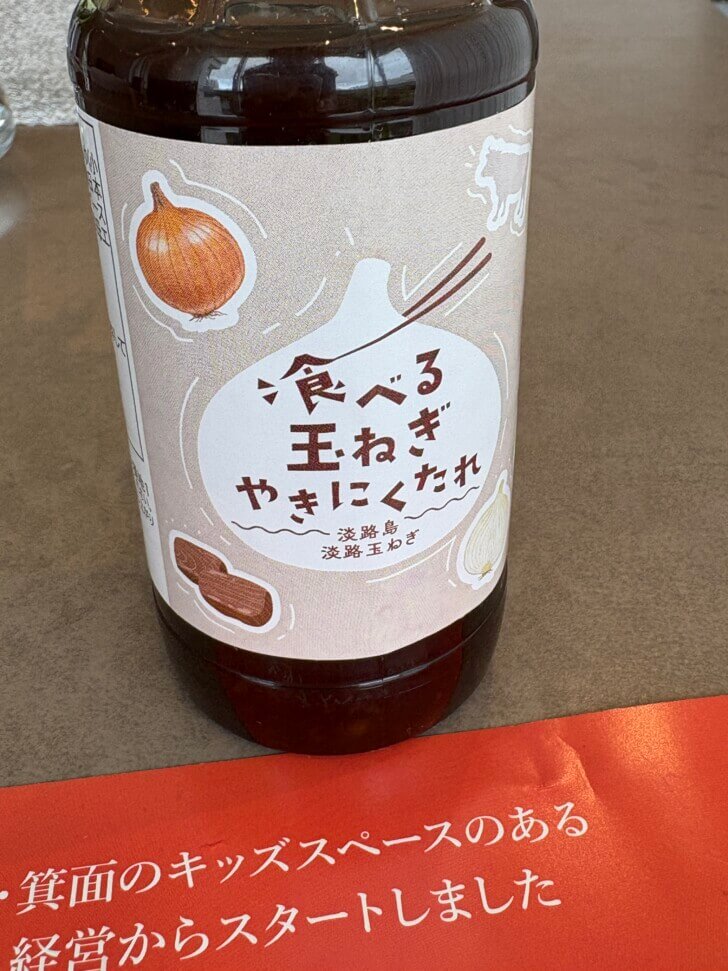 食べる
玉ねぎ
やきにくたれ
淡路島
淡路玉ねぎ
・箕面のキッズスペースのある
経営からスタートしました